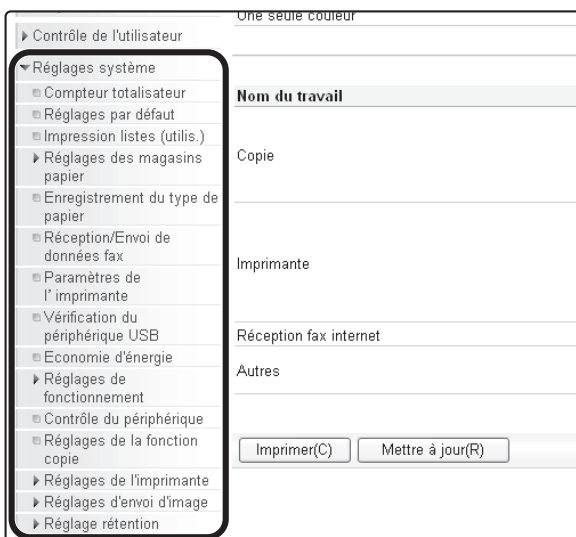 Une seule couleur
Contrôle de l'utilisateur
Réglages système
Compteur totalisateur
Réglages par défaut
Impression listes (utilis.)
Réglages des magasins
papier
Enregistrement du type de
papier
Réception/Envoi de
données fax
Paramètres de
l'imprimante
Vérification du
périphérique USB
Economie d'énergie
Réglages de
fonctionnement
Contrôle du périphérique
Réglages de la fonction
copie
Réglages de l'imprimante
Réglages d'envoi d'image
Réglage rétention
Nom du travail
Copie
Imprimante
Réception fax internet
Autres
Imprimer(C)
Mettre à jour(R)